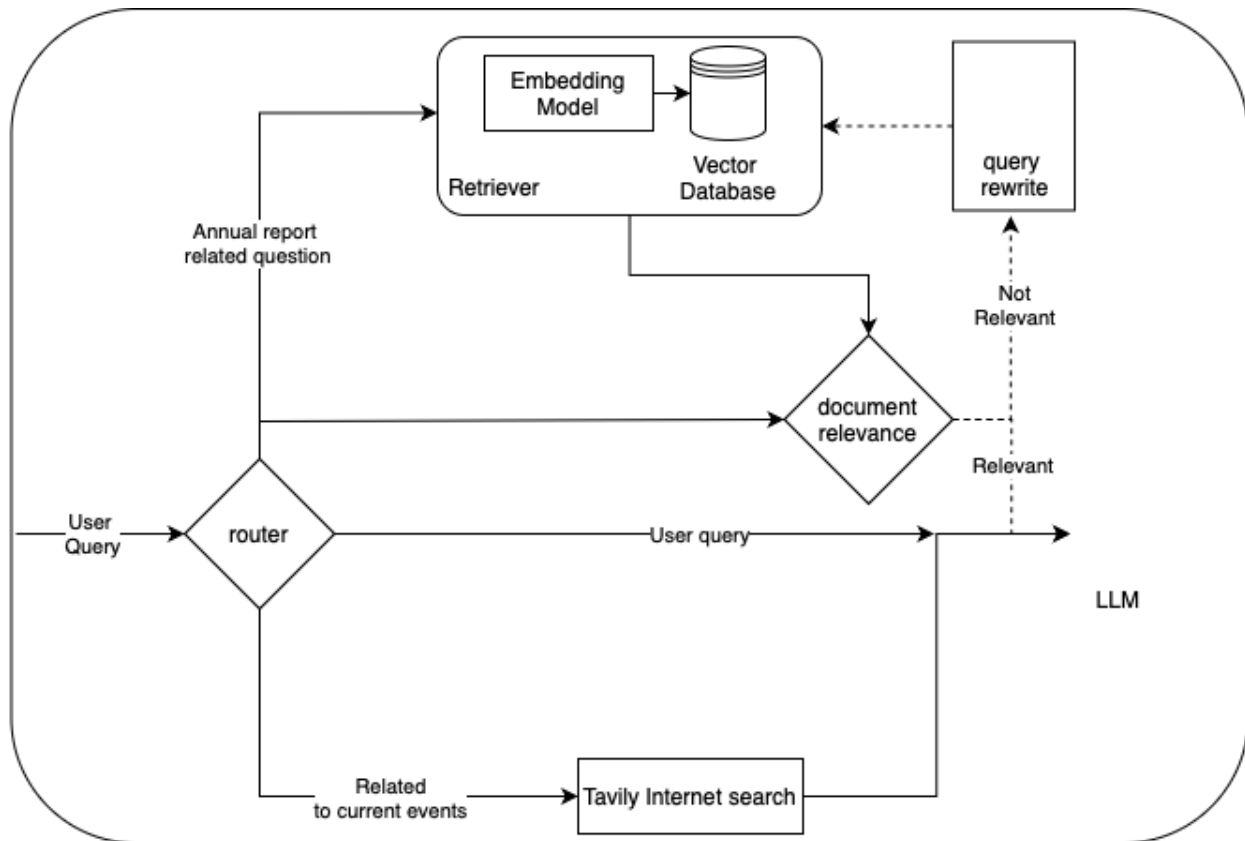 Embedding
Model
Vector
Database
Retriever
query
rewrite
Annual report
related question
Not
Relevant
document
relevance
Relevant
User
Query
router
User query
LLM
Related
to current events
Tavily Internet search